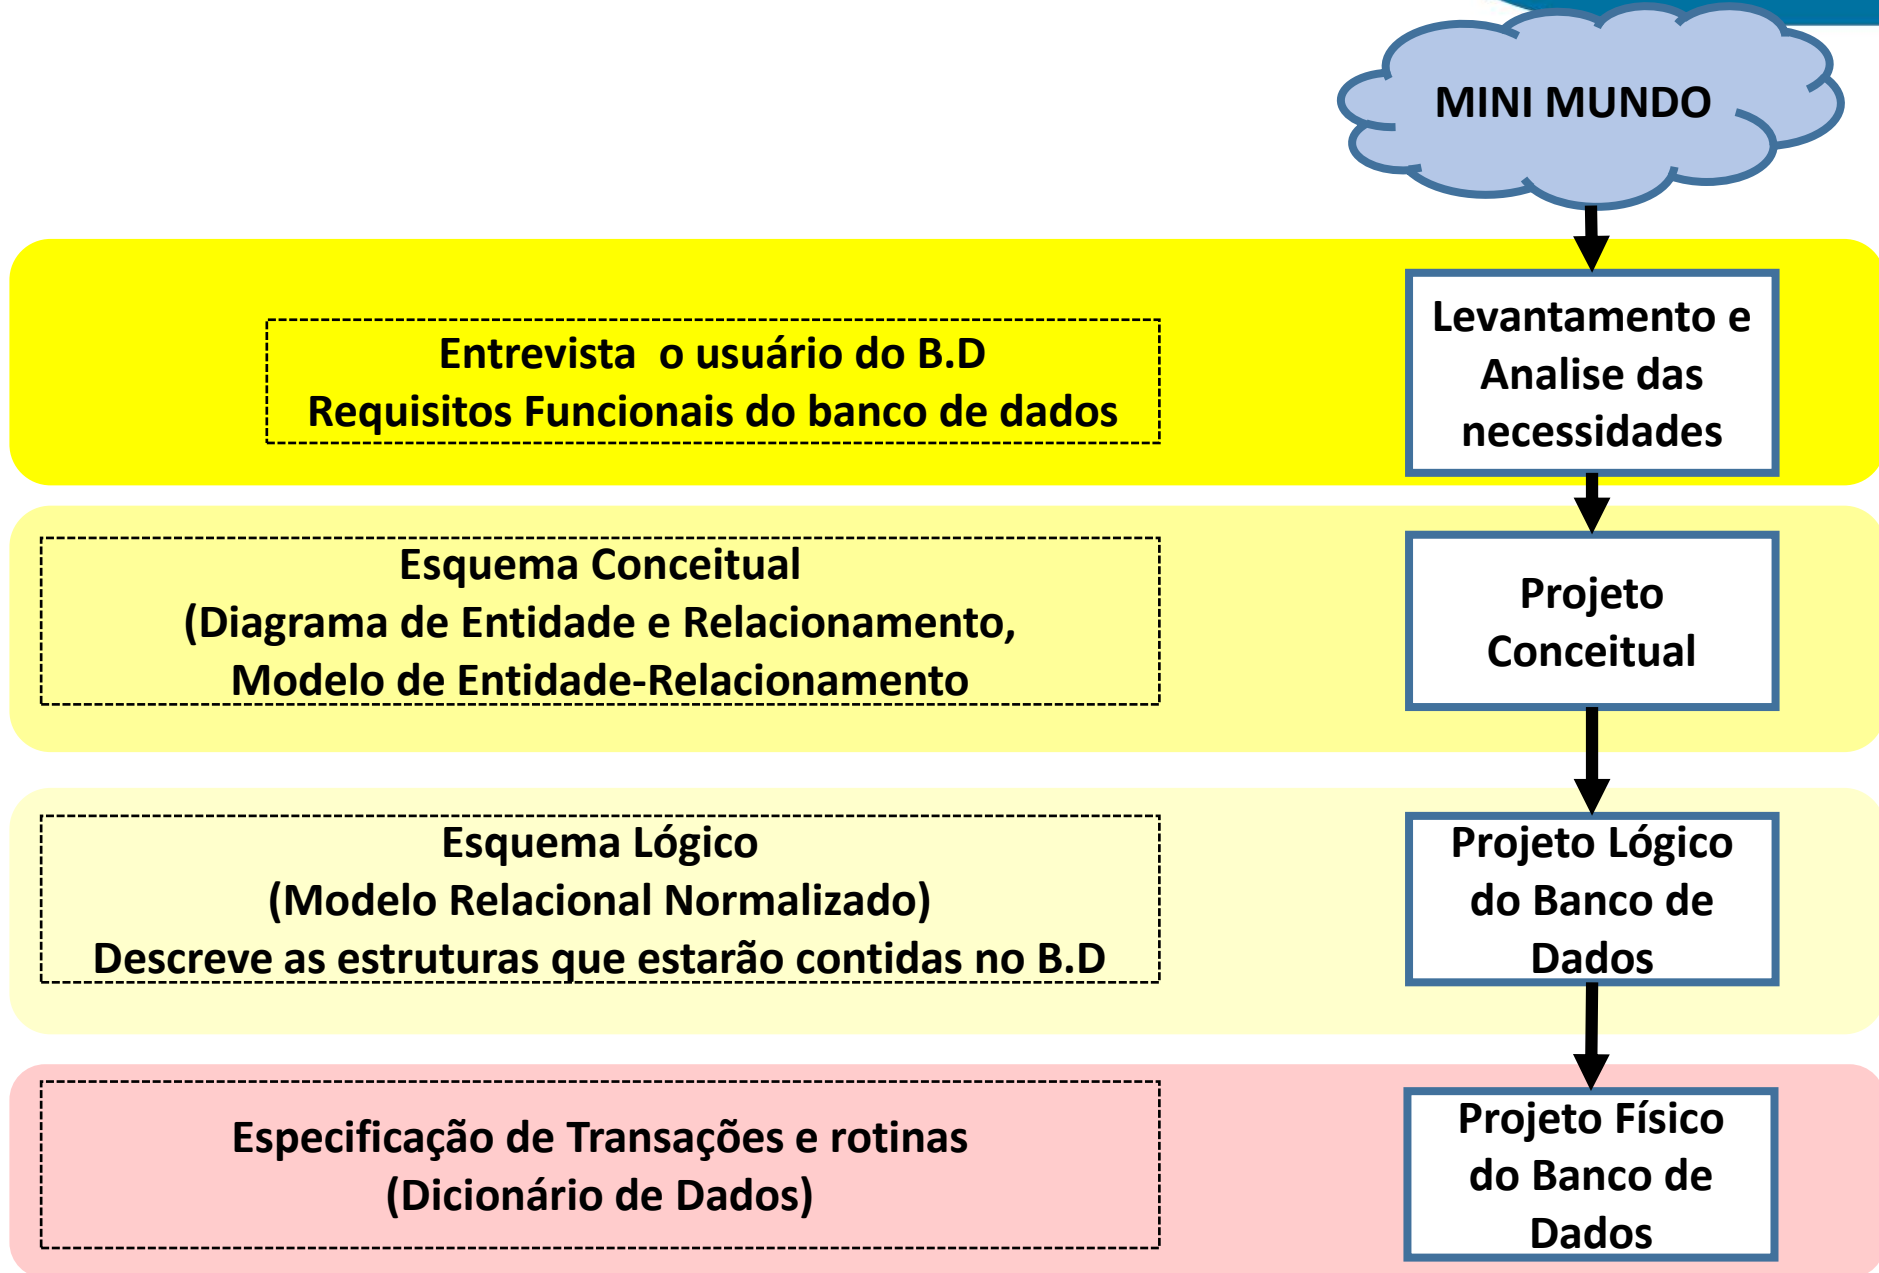 MINI MUNDO
Entrevista  o usuário do B.D
Requisitos Funcionais do banco de dados
Levantamento e
Analise das
necessidades
Esquema Conceitual
(Diagrama de Entidade e Relacionamento,
Modelo de Entidade-Relacionamento
Projeto
Conceitual
Esquema Lógico
(Modelo Relacional Normalizado)
Descreve as estruturas que estarão contidas no B.D
Projeto Lógico
do Banco de
Dados
Especificação de Transações e rotinas
(Dicionário de Dados)
Projeto Físico
do Banco de
Dados